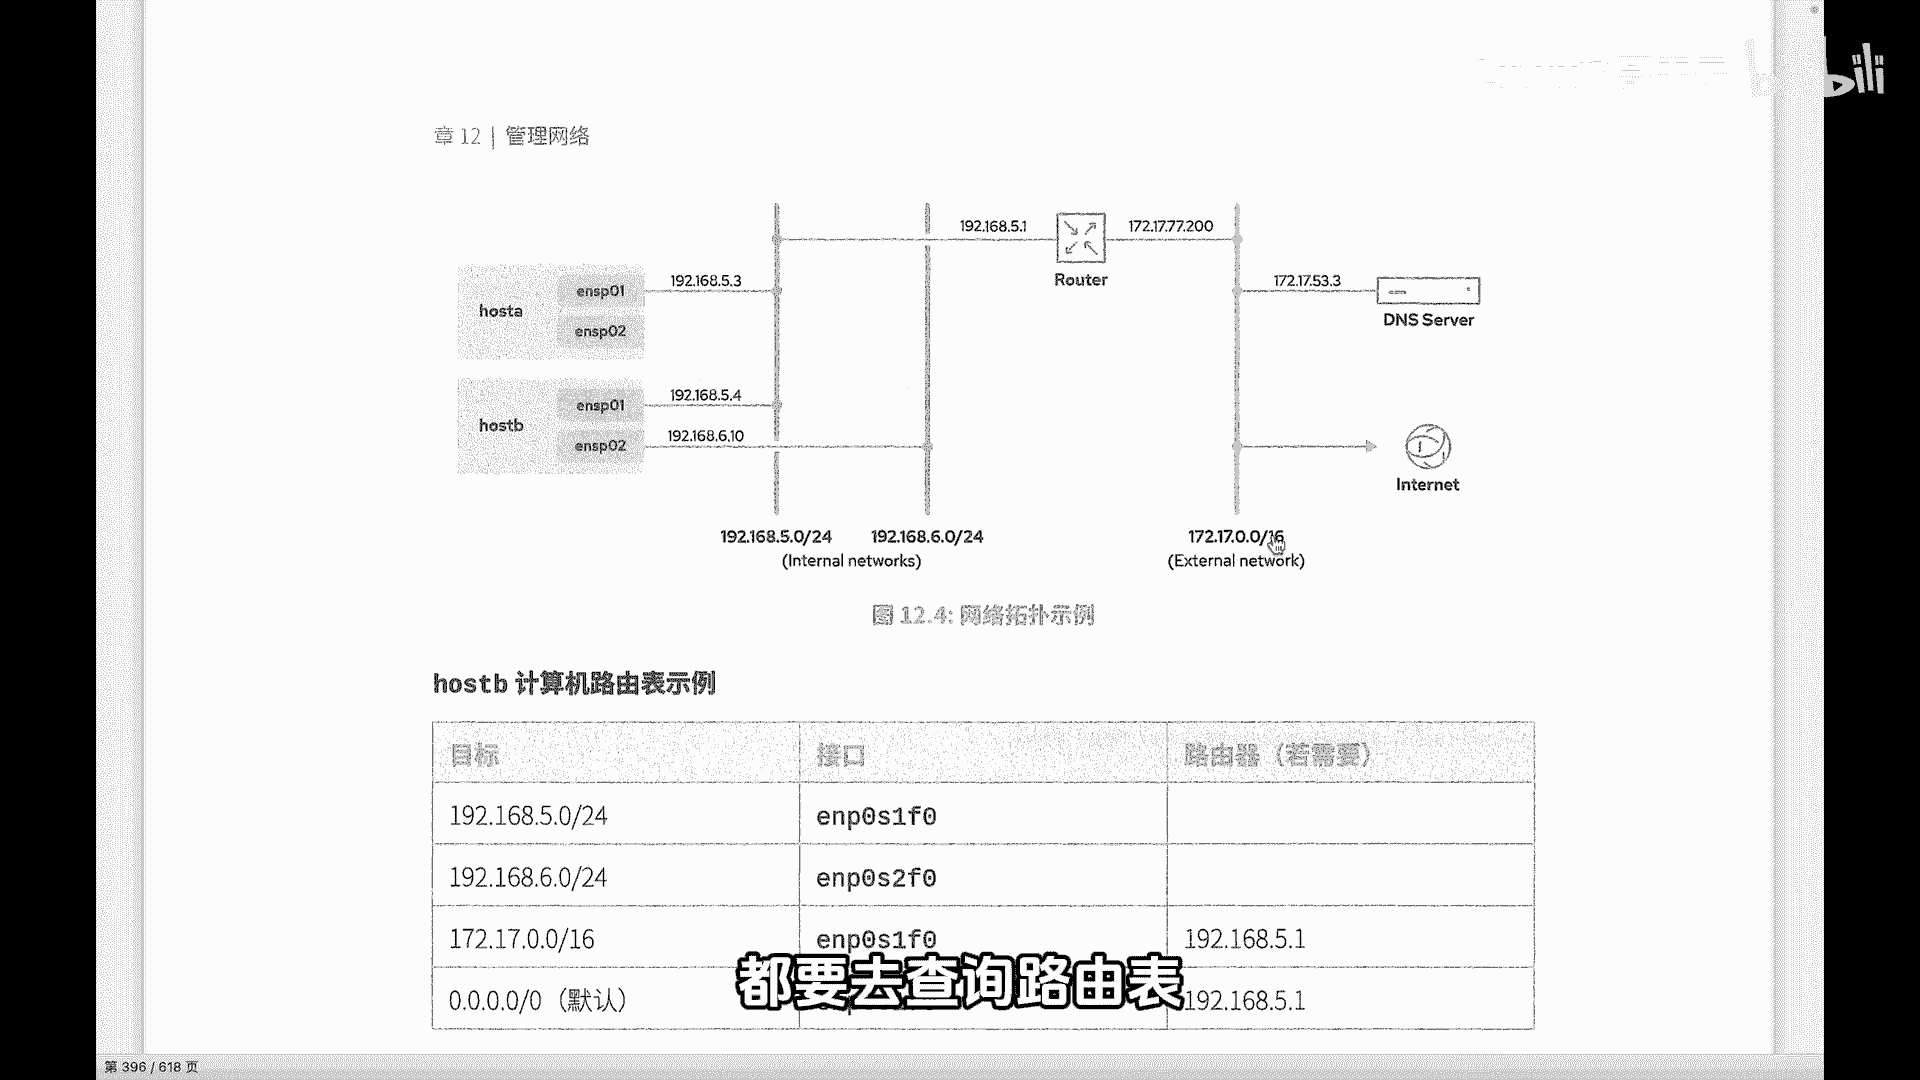 bili
章 12 | 管理网络
192.168.5.1
172.17.77.200
Router
192.168.5.3
172.17.53.3
hosta
ensp01
ensp02
DNS Server
192.168.5.4
hostb
ensp01
192.168.6.10
ensp02
Internet
192.168.5.0/24
192.168.6.0/24
172.17.0.0/16
(Internal networks)
(External network)
图 12.4: 网络拓扑示例
hostb 计算机路由表示例
目标 接口 路由器（若需要）
192.168.5.0/24 enp0s1f0
192.168.6.0/24 enp0s2f0
172.17.0.0/16 enp0s1f0 192.168.5.1
0.0.0.0/0（默认） 192.168.5.1
都要去查询路由表
第 396 / 618 页